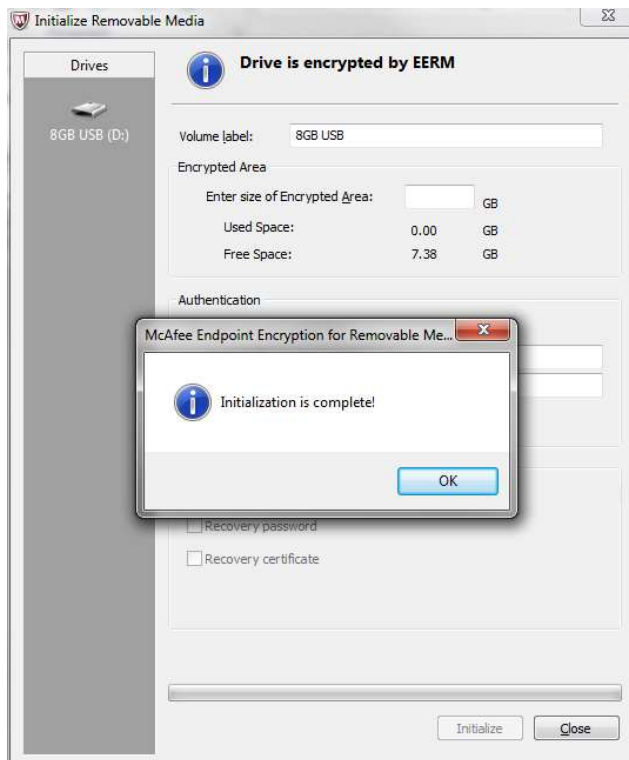 Initialize Removable Media
Drives
Drive is encrypted by EERM
8GB USB (D:)
Volume label: 8GB USB
Encrypted Area
Enter size of Encrypted Area: GB
Used Space: 0.00 GB
Free Space: 7.38 GB
Authentication
McAfee Endpoint Encryption for Removable Me...
Initialization is complete!
OK
Recovery password
Recovery certificate
Initialize
Close